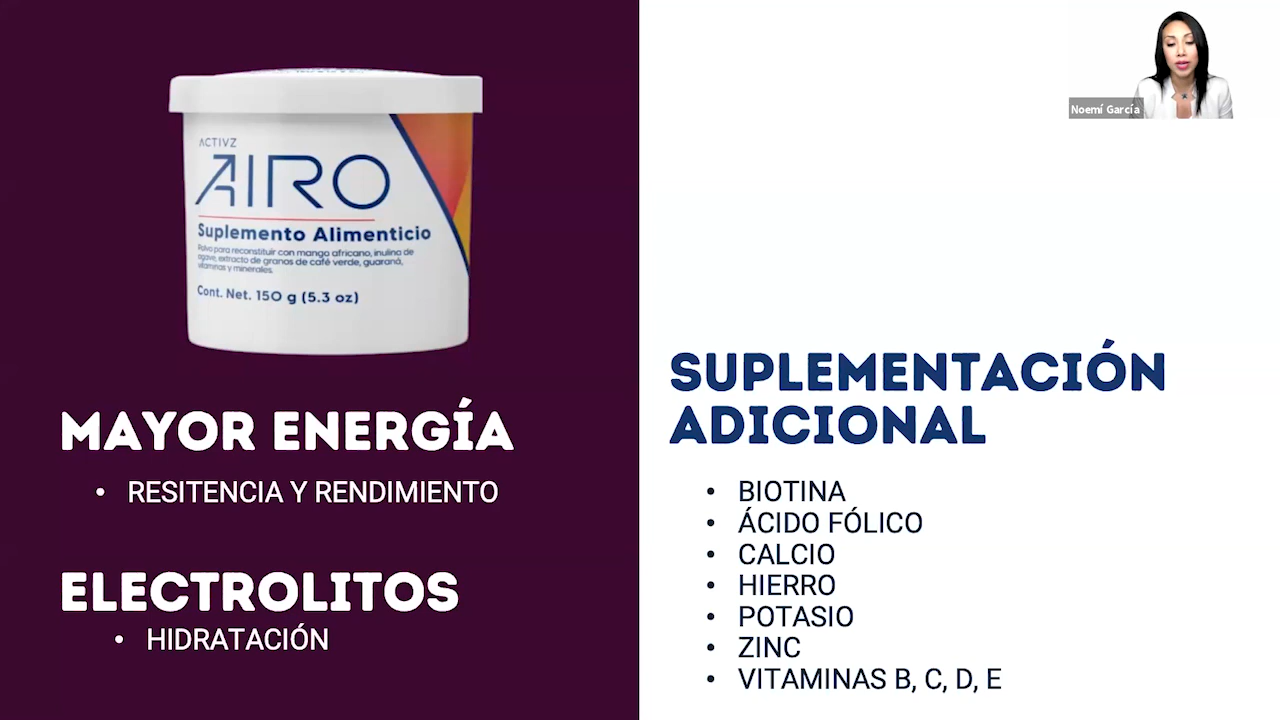 ACTIVZ
AIRO
Suplemento Alimenticio
Polvo para reconstituir con mango africano, inulina de
agave, extracto de granos de café verde, guaraná,
vitaminas y minerales.
Cont. Net. 150 g (5.3 oz)
MAYOR ENERGÍA
• RESITENCIA Y RENDIMIENTO
ELECTROLITOS
• HIDRATACIÓN
Noemí García
SUPLEMENTACIÓN
ADICIONAL
• BIOTINA
• ÁCIDO FÓLICO
• CALCIO
• HIERRO
• POTASIO
• ZINC
• VITAMINAS B, C, D, E